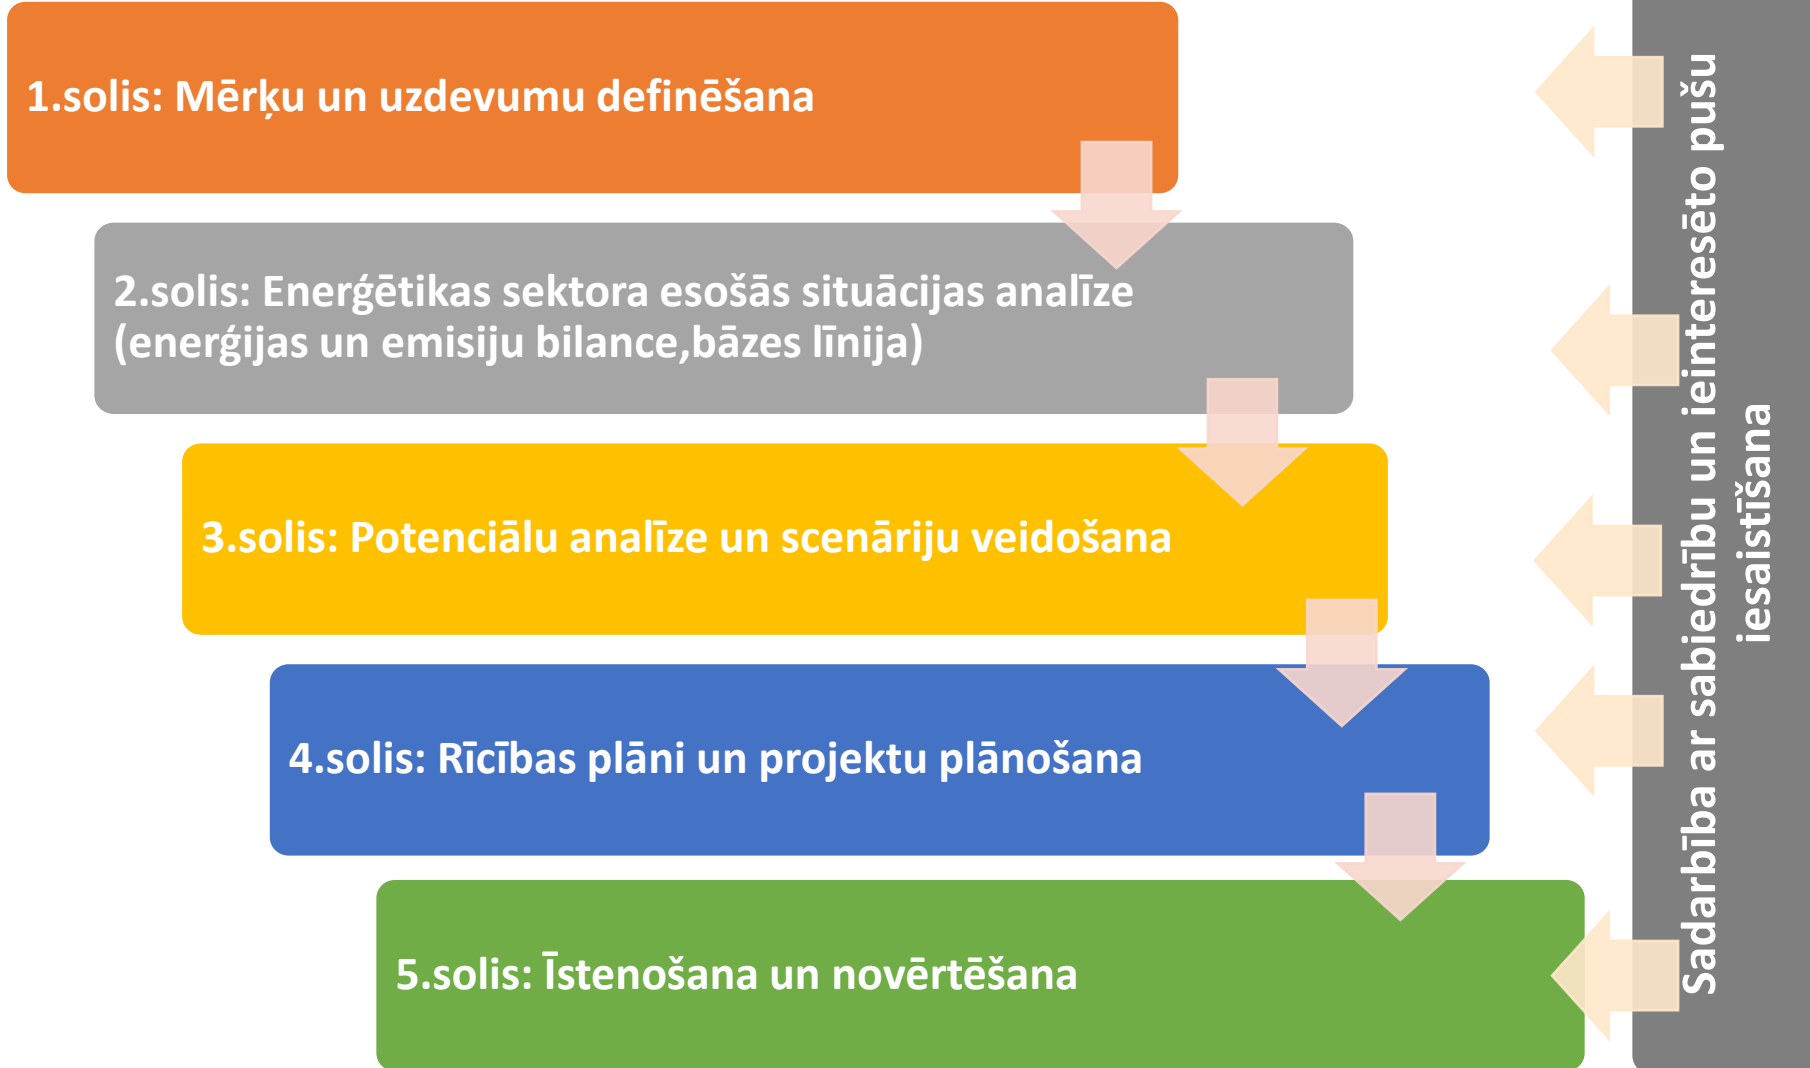 1.solis: Mērķu un uzdevumu definēšana
2.solis: Enerģētikas sektora esošās situācijas analīze
(enerģijas un emisiju bilance,bāzes līnija)
3.solis: Potenciālu analīze un scenāriju veidošana
4.solis: Rīcības plāni un projektu plānošana
5.solis: Īstenošana un novērtēšana
Sadarbība ar sabiedrību un ieinteresēto pušu
iesaistīšana